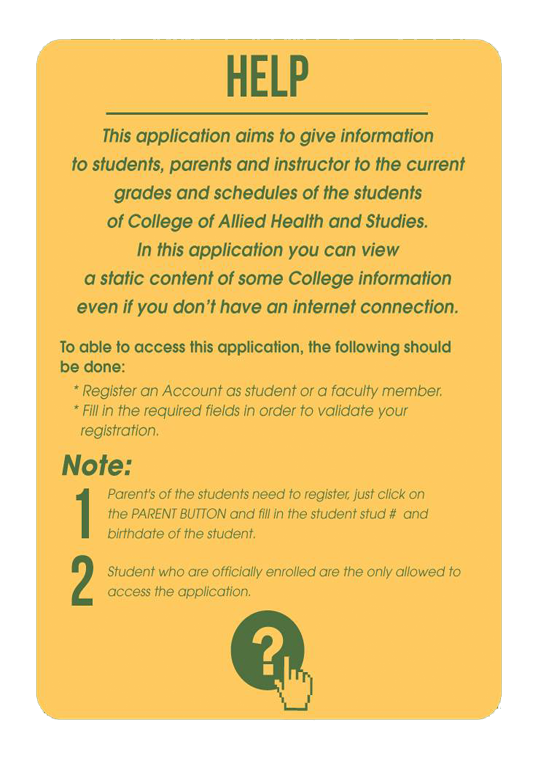 HELP
This application aims to give information
to students, parents and instructor to the current
grades and schedules of the students
of College of Allied Health and Studies.
In this application you can view
a static content of some College information
even if you don't have an internet connection.
To able to access this application, the following should
be done:
* Register an Account as student or a faculty member.
* Fill in the required fields in order to validate your
registration.
Note:
1 Parent's of the students need to register, just click on
the PARENT BUTTON and fill in the student stud # and
birthdate of the student.
2 Student who are officially enrolled are the only allowed to
access the application.
?